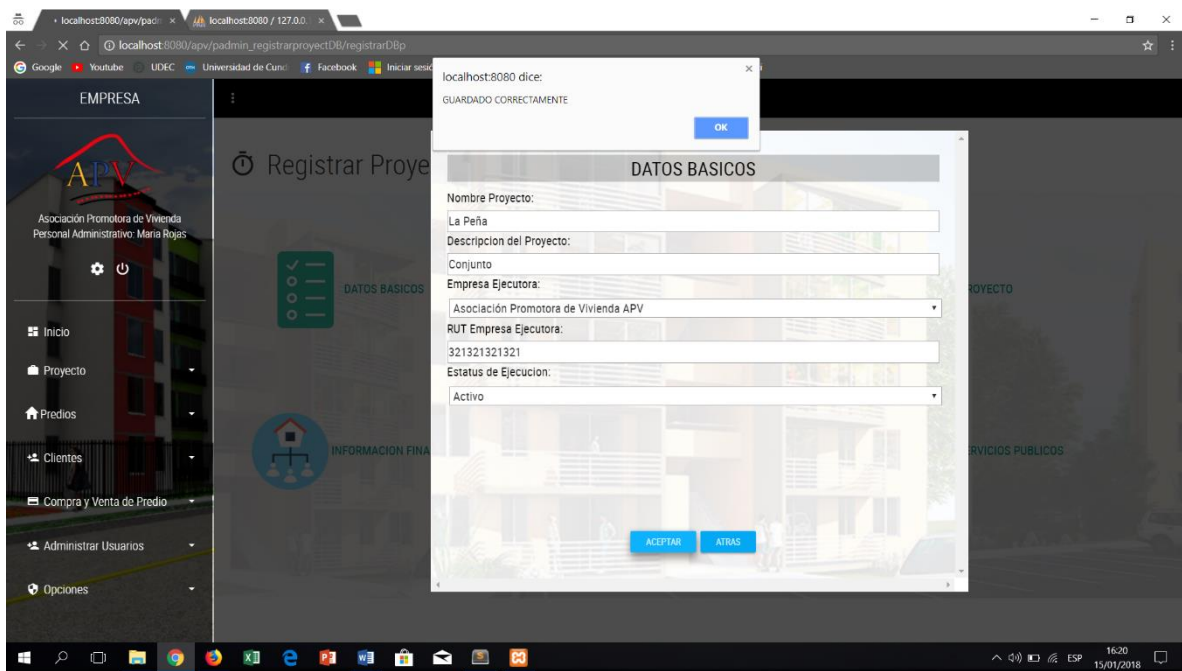 localhost:8080/apv/padn
localhost:8080 / 127.0.0.
localhost:8080/apv/padmin_registrarproyectDB/registrarDBp
Google
Youtube
UDEC
Universidad de Cund
Facebook
Iniciar sesió
localhost:8080 dice:
GUARDADO CORRECTAMENTE
OK
EMPRESA
APV
Asociación Promotora de Vivienda
Personal Administrativo: Maria Rojas
Inicio
Proyecto
Predios
Clientes
Compra y Venta de Predio
Administrar Usuarios
Opciones
Registrar Proye
DATOS BASICOS
INFORMACION FINA
ROYECTO
ERVICIOS PUBLICOS
DATOS BASICOS
Nombre Proyecto:
La Peña
Descripcion del Proyecto:
Conjunto
Empresa Ejecutora:
Asociación Promotora de Vivienda APV
RUT Empresa Ejecutora:
321321321321
Estatus de Ejecucion:
Activo
ACEPTAR
ATRAS
ESP
16:20
15/01/2018